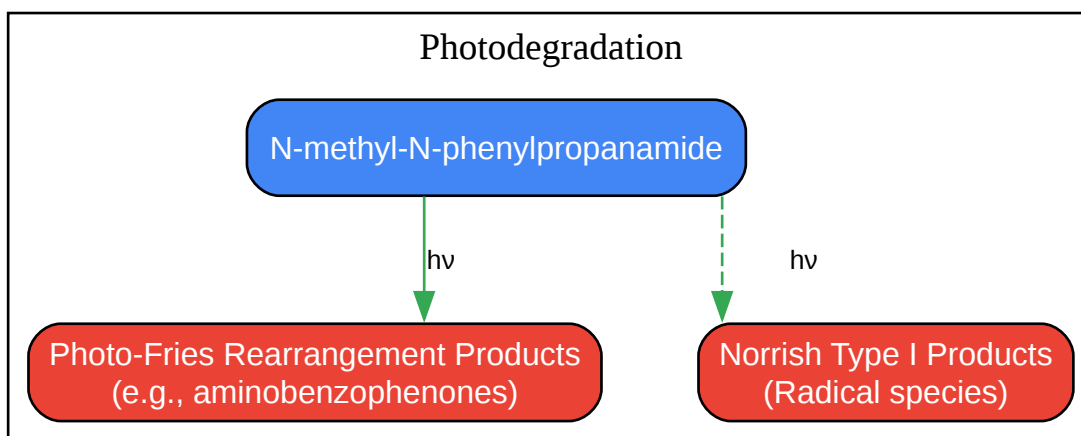 Photodegradation
N-methyl-N-phenylpropanamide
hν
hν
Photo-Fries Rearrangement Products
(e.g., aminobenzophenones)
Norrish Type I Products
(Radical species)